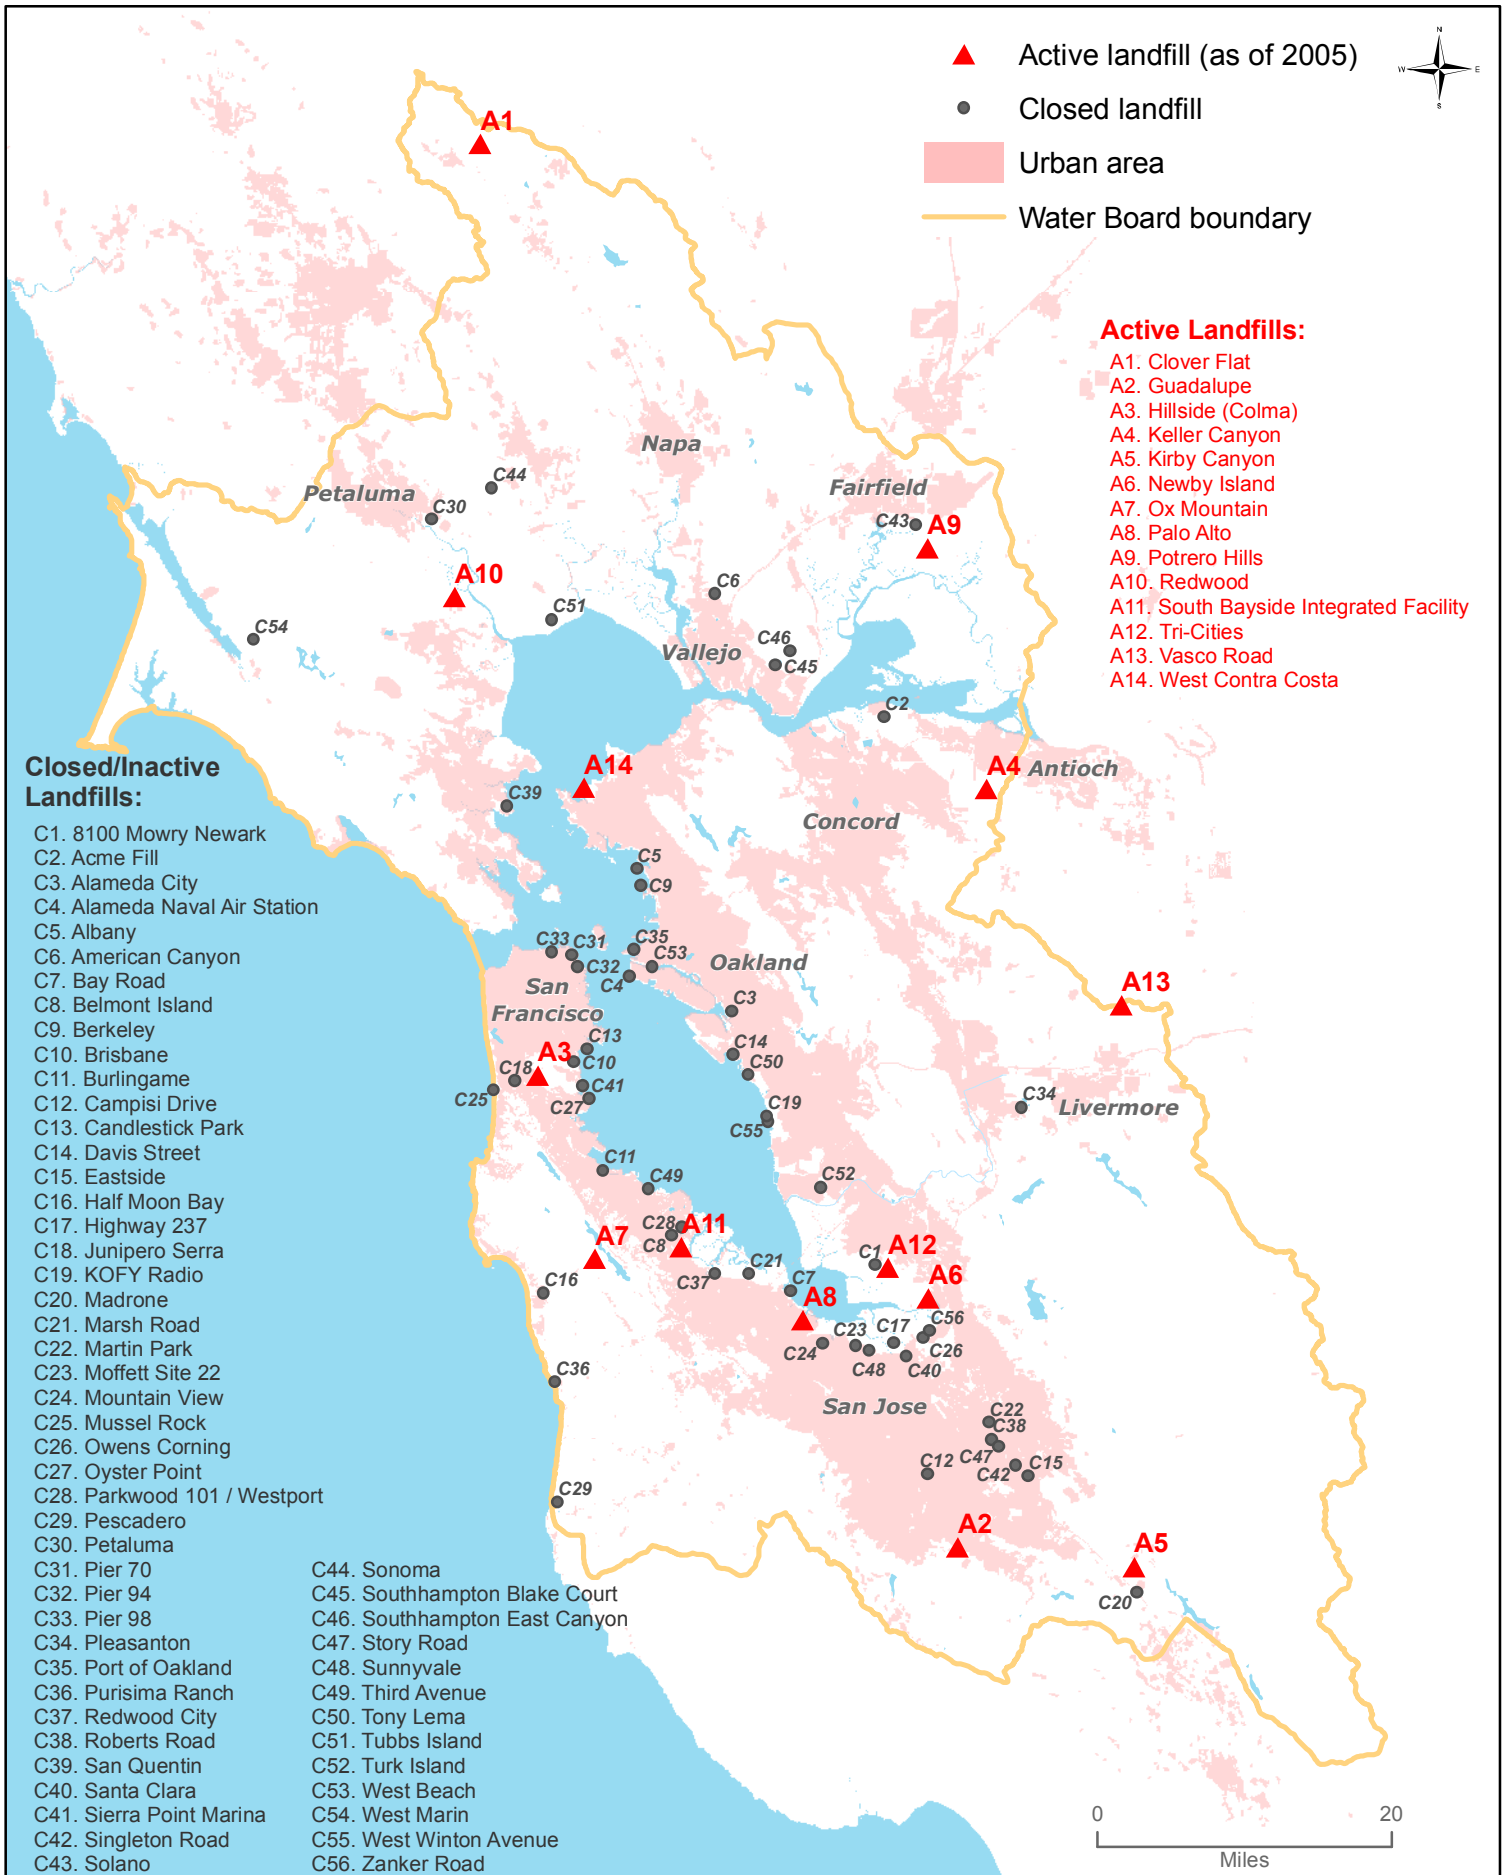 Active landfill (as of 2005)
Closed landfill
Urban area
Water Board boundary
N
W
E
S
Active Landfills:
A1. Clover Flat
A2. Guadalupe
A3. Hillside (Colma)
A4. Keller Canyon
A5. Kirby Canyon
A6. Newby Island
A7. Ox Mountain
A8. Palo Alto
A9. Potrero Hills
A10. Redwood
A11. South Bayside Integrated Facility
A12. Tri-Cities
A13. Vasco Road
A14. West Contra Costa
A1
Napa
C44
Petaluma
C30
Fairfield
C43
A9
A10
C51
C6
C54
C46
Vallejo
C45
C2
A14
A4
Antioch
C39
Concord
C5
C9
C33
C31
C35
C53
C32
C4
Oakland
San
Francisco
A13
C3
C13
A3
C10
C14
C18
C50
C25
C41
C27
C34
Livermore
C19
C55
C11
C49
C52
C28
A11
A7
C8
C1
A12
C37
C21
C7
A6
C16
A8
C56
C23
C17
C24
C26
C48
C40
C36
San Jose
C22
C38
C47
C12
C42
C15
C29
A2
A5
C20
Closed/Inactive
Landfills:
C1. 8100 Mowry Newark
C2. Acme Fill
C3. Alameda City
C4. Alameda Naval Air Station
C5. Albany
C6. American Canyon
C7. Bay Road
C8. Belmont Island
C9. Berkeley
C10. Brisbane
C11. Burlingame
C12. Campisi Drive
C13. Candlestick Park
C14. Davis Street
C15. Eastside
C16. Half Moon Bay
C17. Highway 237
C18. Junipero Serra
C19. KOFY Radio
C20. Madrone
C21. Marsh Road
C22. Martin Park
C23. Moffett Site 22
C24. Mountain View
C25. Mussel Rock
C26. Owens Corning
C27. Oyster Point
C28. Parkwood 101 / Westport
C29. Pescadero
C30. Petaluma
C31. Pier 70
C32. Pier 94
C33. Pier 98
C34. Pleasanton
C35. Port of Oakland
C36. Purisima Ranch
C37. Redwood City
C38. Roberts Road
C39. San Quentin
C40. Santa Clara
C41. Sierra Point Marina
C42. Singleton Road
C43. Solano
C44. Sonoma
C45. Southhampton Blake Court
C46. Southhampton East Canyon
C47. Story Road
C48. Sunnyvale
C49. Third Avenue
C50. Tony Lema
C51. Tubbs Island
C52. Turk Island
C53. West Beach
C54. West Marin
C55. West Winton Avenue
C56. Zanker Road
0
20
Miles